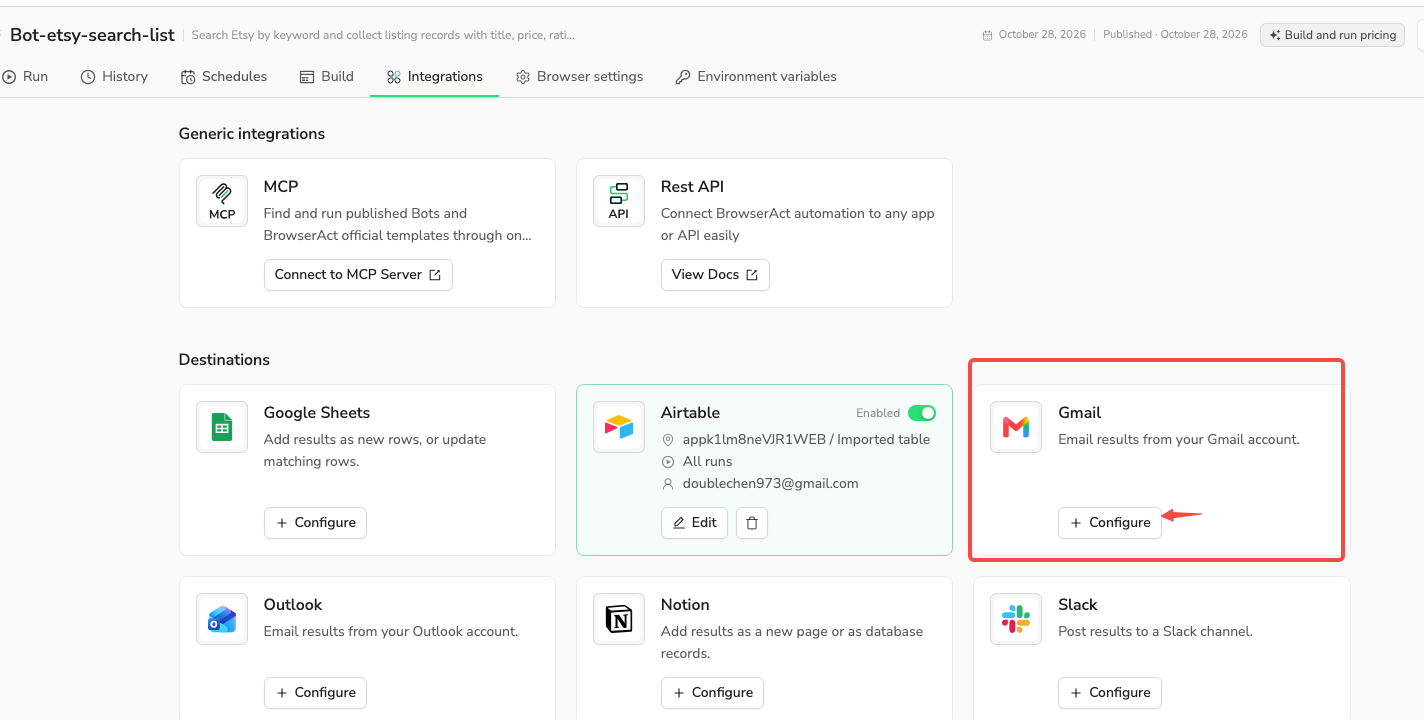 Bot-etsy-search-list
Search Etsy by keyword and collect listing records with title, price, rati...
October 28, 2026
Published · October 28, 2026
Build and run pricing
Run
History
Schedules
Build
Integrations
Browser settings
Environment variables
Generic integrations
MCP
MCP
Find and run published Bots and
BrowserAct official templates through on...
Connect to MCP Server
API
Rest API
Connect BrowserAct automation to any app
or API easily
View Docs
Destinations
Google Sheets
Add results as new rows, or update
matching rows.
+ Configure
Airtable
Enabled
appk1lm8neVJR1WEB / Imported table
All runs
doublechen973@gmail.com
Edit
Gmail
Email results from your Gmail account.
+ Configure
Outlook
Email results from your Outlook account.
+ Configure
Notion
Add results as a new page or as database
records.
+ Configure
Slack
Post results to a Slack channel.
+ Configure